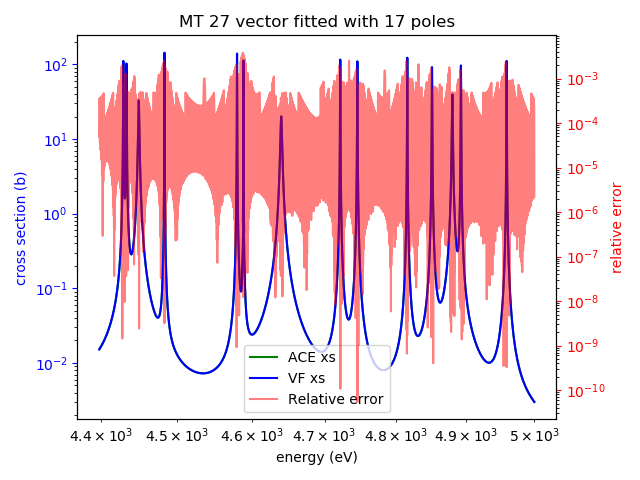 MT 27 vector fitted with 17 poles
cross section (b)
10²
10¹
10⁰
10⁻¹
10⁻²
10⁻³
10⁻⁴
10⁻⁵
10⁻⁶
10⁻⁷
10⁻⁸
10⁻⁹
10⁻¹⁰
relative error
ACE xs
VF xs
Relative error
4.4 × 10³ 4.5 × 10³ 4.6 × 10³ 4.7 × 10³ 4.8 × 10³ 4.9 × 10³ 5 × 10³
energy (eV)